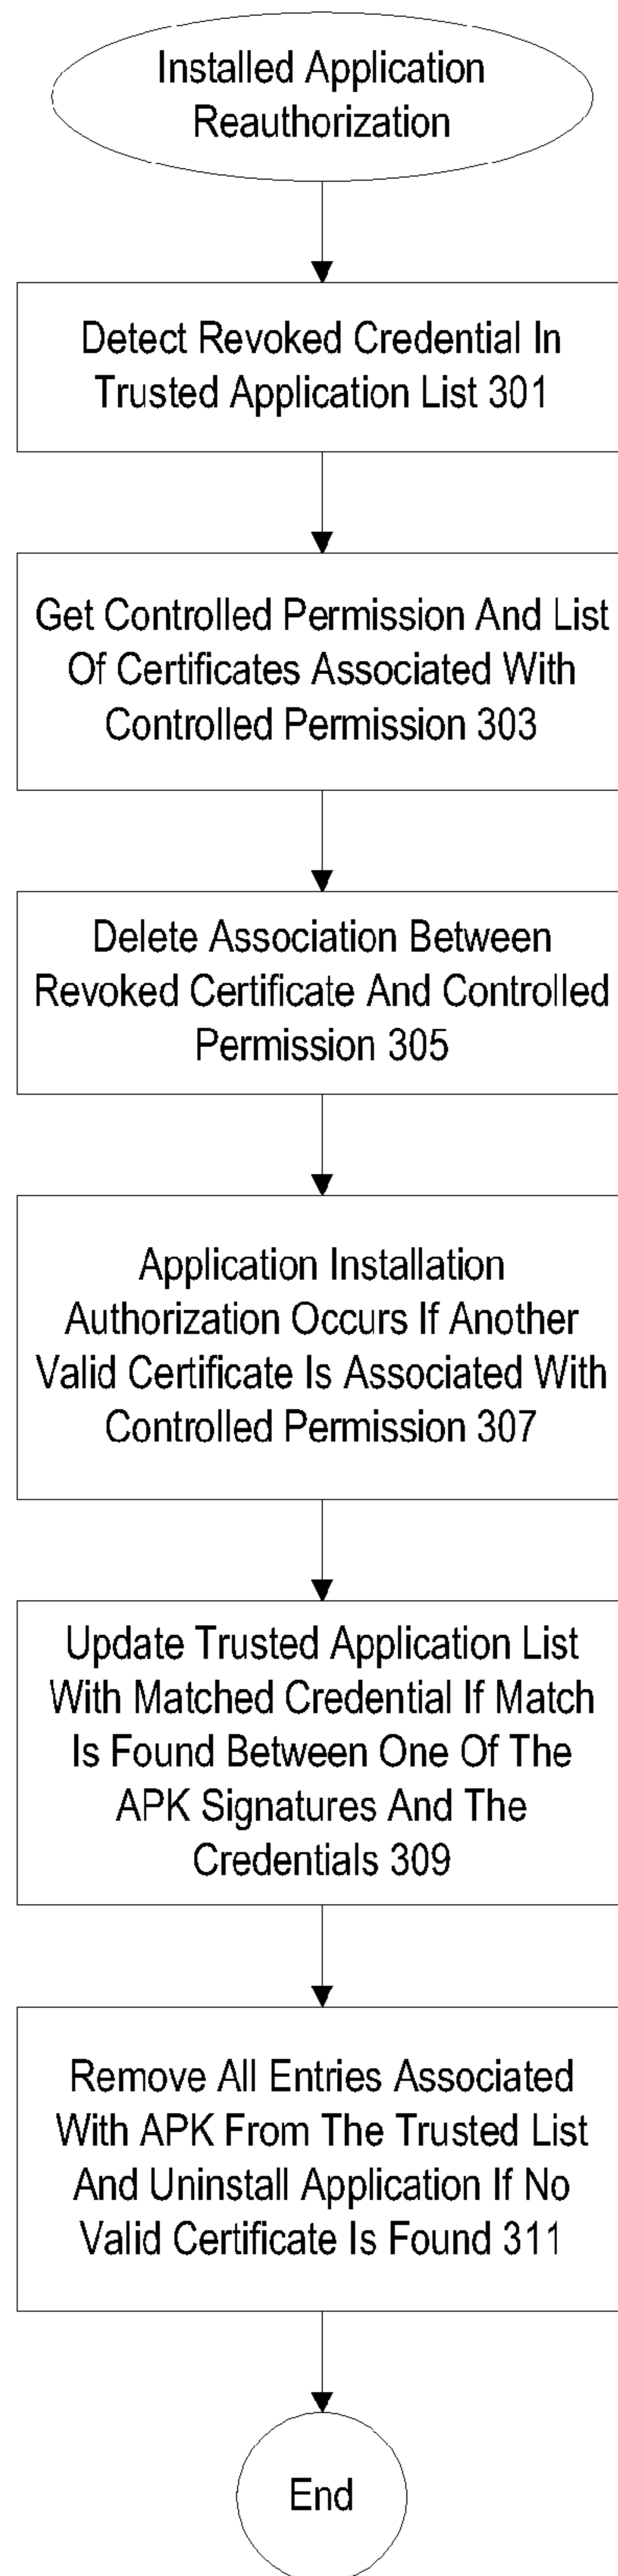 Installed Application
Reauthorization
Detect Revoked Credential In
Trusted Application List 301
Get Controlled Permission And List
Of Certificates Associated With
Controlled Permission 303
Delete Association Between
Revoked Certificate And Controlled
Permission 305
Application Installation
Authorization Occurs If Another
Valid Certificate Is Associated With
Controlled Permission 307
Update Trusted Application List
With Matched Credential If Match
Is Found Between One Of The
APK Signatures And The
Credentials 309
Remove All Entries Associated
With APK From The Trusted List
And Uninstall Application If No
Valid Certificate Is Found 311
End